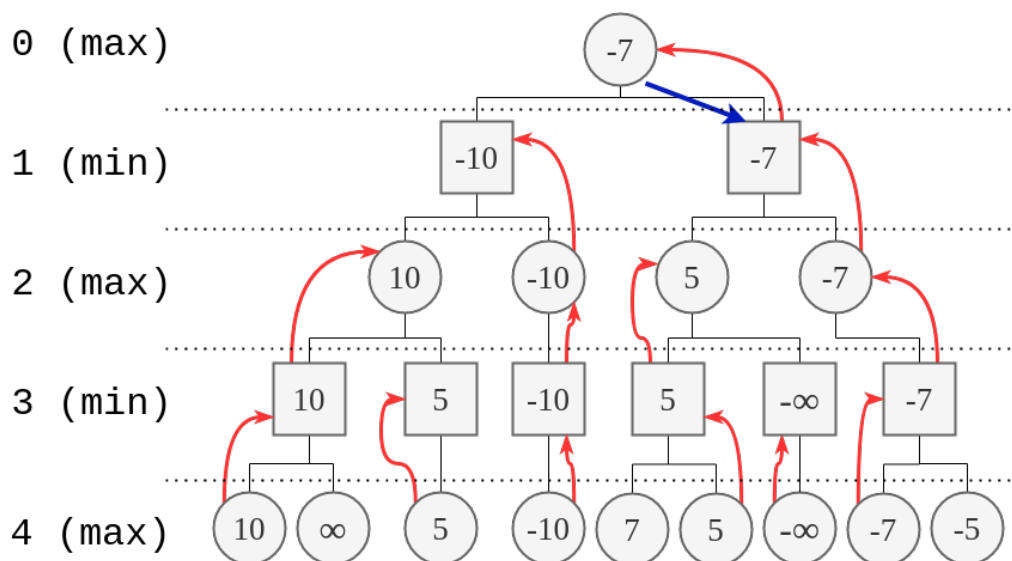 0 (max) -7
1 (min) -10 -7
2 (max) 10 -10 5 -7
3 (min) 10 5 -10 5 -∞ -7
4 (max) 10 ∞ 5 -10 7 5 -∞ -7 -5